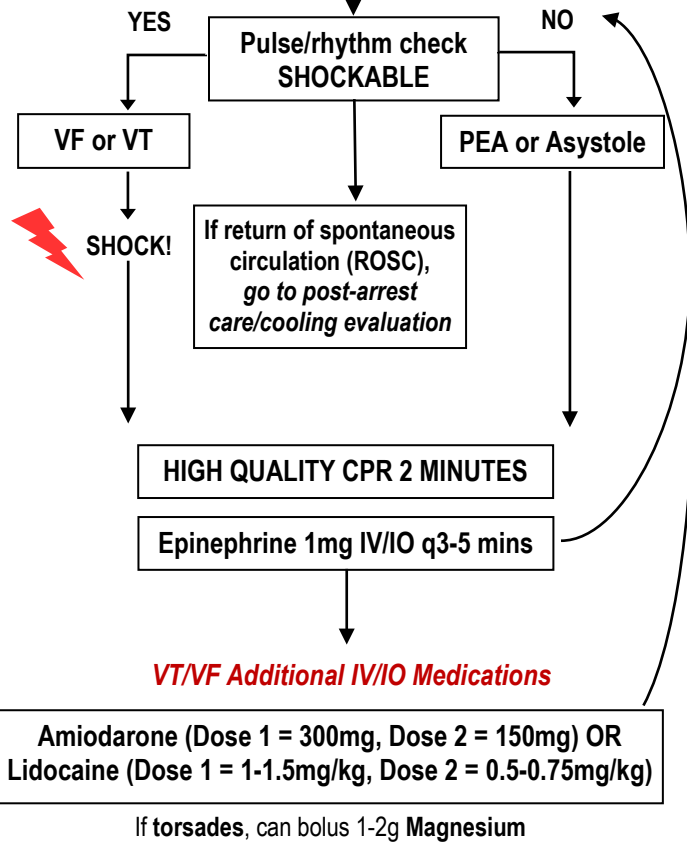 YES
NO
Pulse/rhythm check
SHOCKABLE
VF or VT
PEA or Asystole
SHOCK!
If return of spontaneous
circulation (ROSC),
go to post-arrest
care/cooling evaluation
HIGH QUALITY CPR 2 MINUTES
Epinephrine 1mg IV/IO q3-5 mins
VT/VF Additional IV/IO Medications
Amiodarone (Dose 1 = 300mg, Dose 2 = 150mg) OR
Lidocaine (Dose 1 = 1-1.5mg/kg, Dose 2 = 0.5-0.75mg/kg)
If torsades, can bolus 1-2g Magnesium